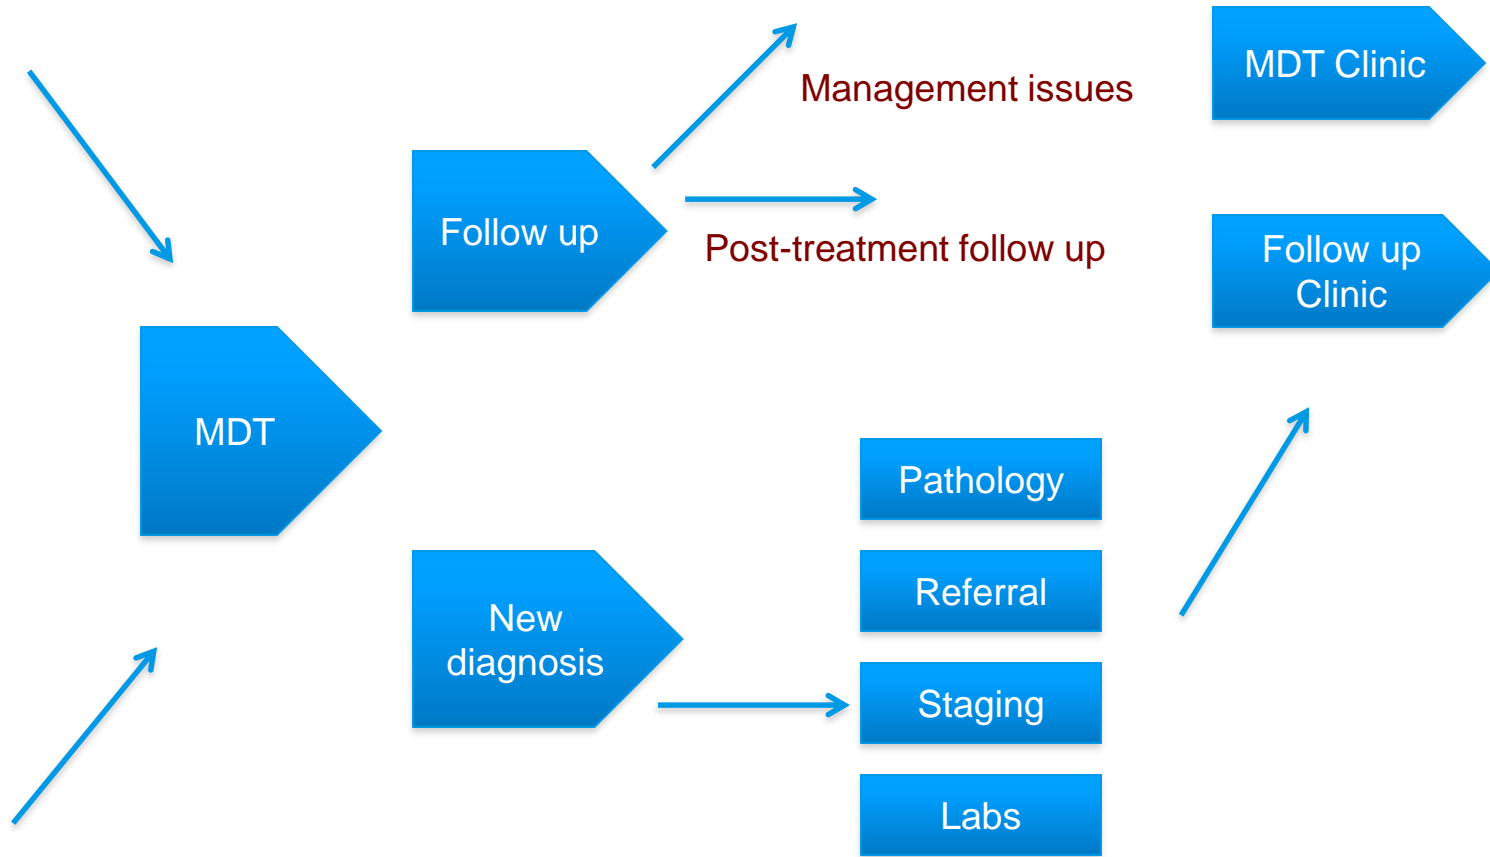 MDT Clinic
Management issues
Follow up
Post-treatment follow up
Follow up
Clinic
MDT
Pathology
New
diagnosis
Referral
Staging
Labs